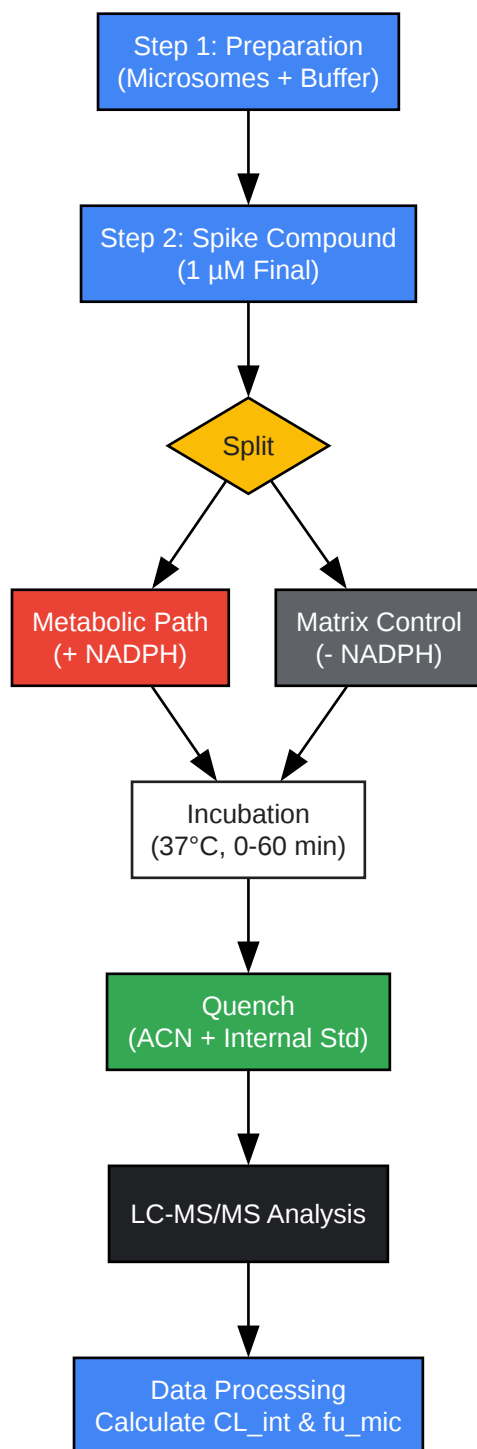 Step 1: Preparation
(Microsomes + Buffer)
Step 2: Spike Compound
(1 µM Final)
Split
Metabolic Path
(+ NADPH)
Matrix Control
(- NADPH)
Incubation
(37°C, 0-60 min)
Quench
(ACN + Internal Std)
LC-MS/MS Analysis
Data Processing
Calculate CL_int & fu_mic